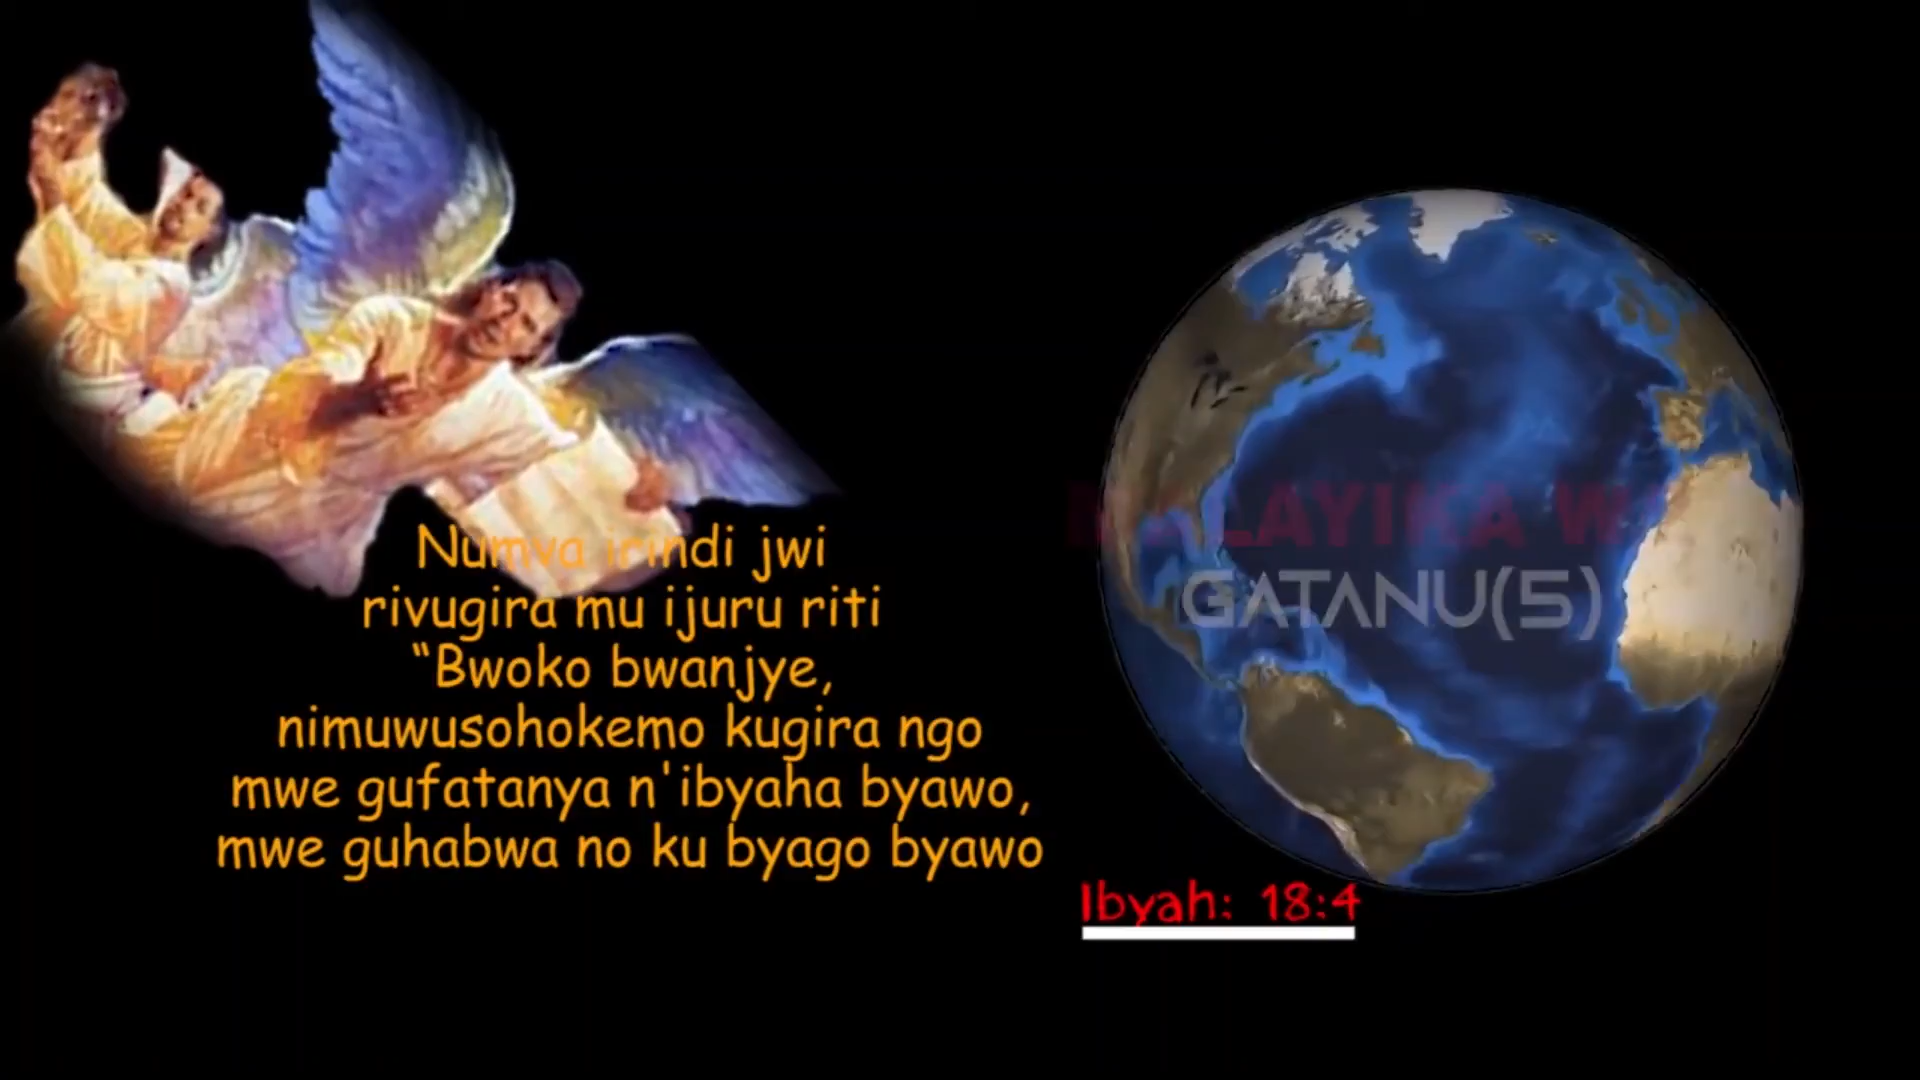 Numva irindi jwi
rivugira mu ijuru riti
“Bwoko bwanjye,
nimuwusohokemo kugira ngo
mwe gufatanya n'ibyaha byawo,
mwe guhabwa no ku byago byawo
MALAYIKA
GATANU(5)
Ibyah: 18:4